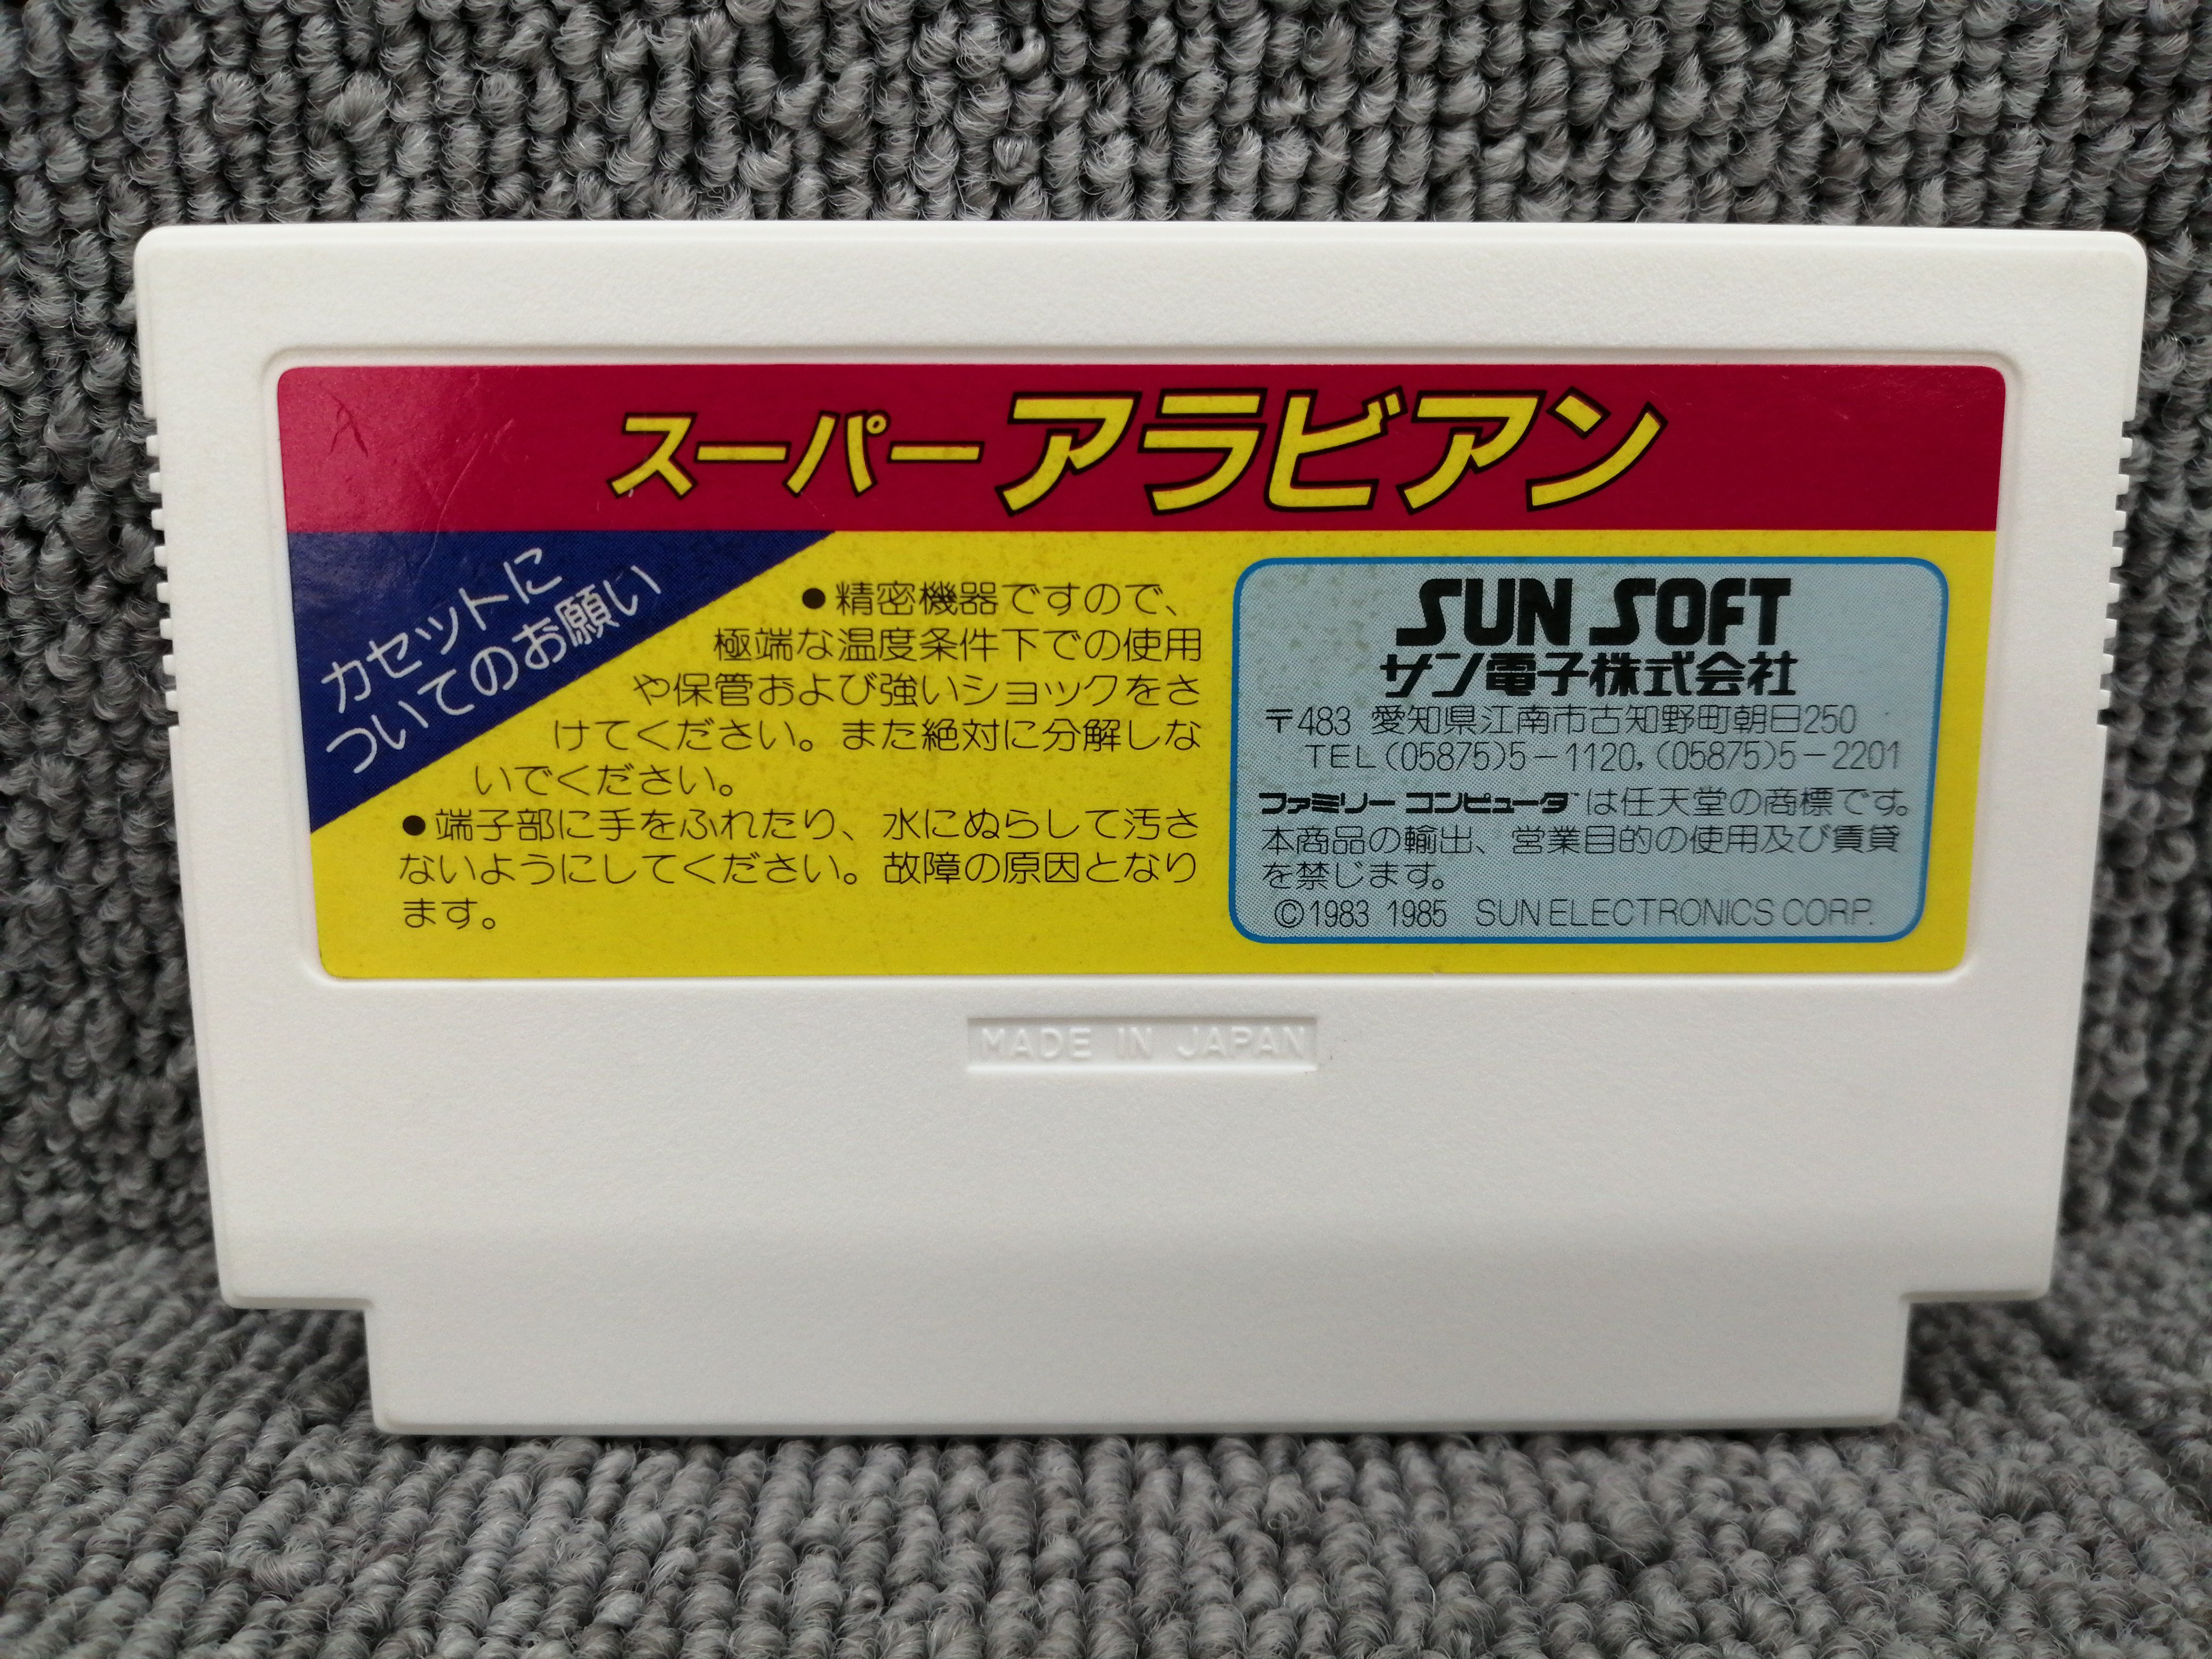 スーパーアラビアン
カセットに
ついてのお願い
●精密機器ですので、
極端な温度条件下での使用
や保管および強いショックをさ
けてください。また絶対に分解しな
いでください。
●端子部に手をふれたり、水にぬらして汚さ
ないようにしてください。故障の原因となり
ます。
SUN SOFT
サン電子株式会社
〒483 愛知県江南市古知野町朝日250
TEL(05875)5-1120,(05875)5-2201
ファミリー コンピュータ™は任天堂の商標です。
本商品の輸出、営業目的の使用及び賃貸
を禁じます。
©1983 1985 SUN ELECTRONICS CORP.
MADE IN JAPAN